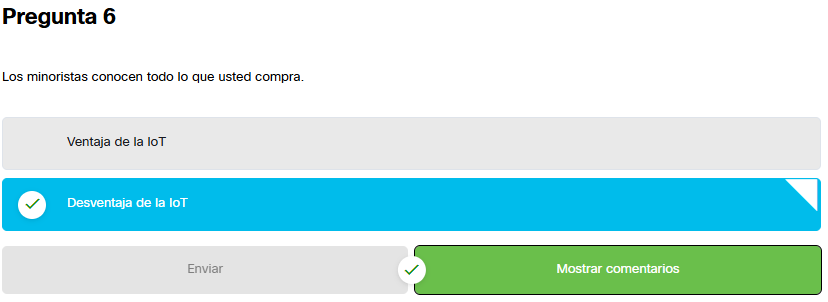 Pregunta 6
Los minoristas conocen todo lo que usted compra.
Ventaja de la IoT
Desventaja de la IoT
Enviar
Mostrar comentarios